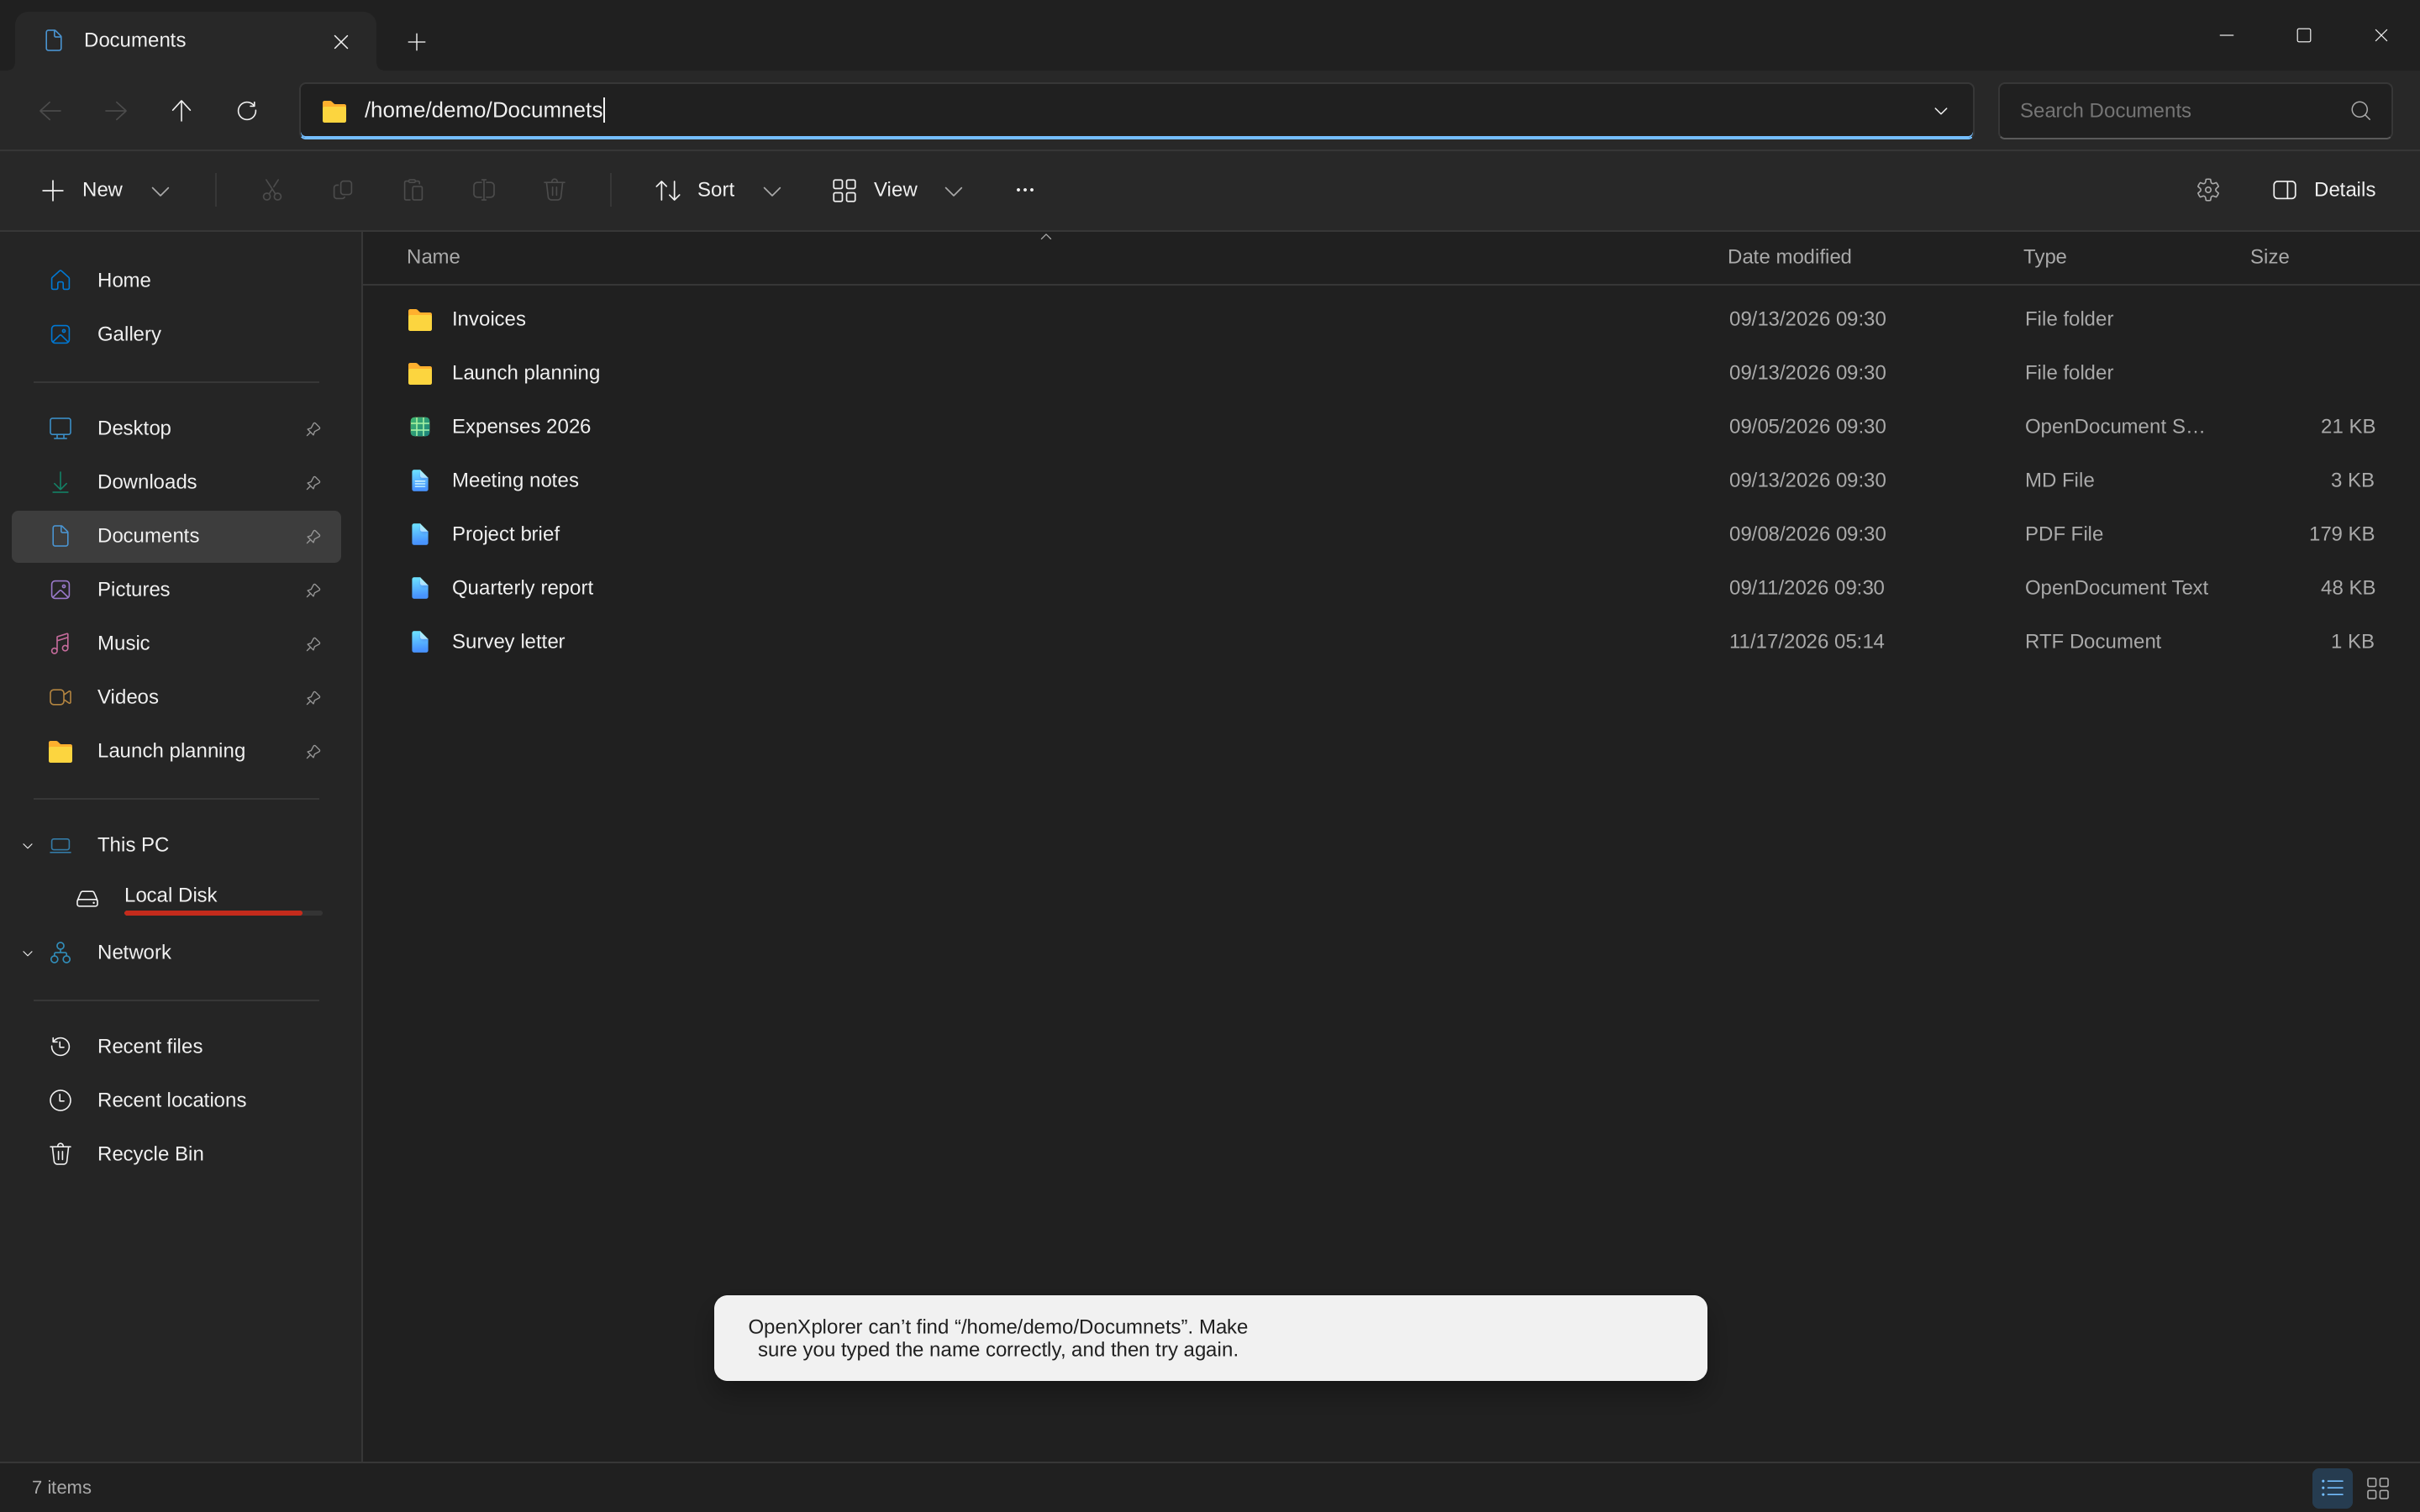 Documents
/home/demo/Documnets
Search Documents
New
Sort
View
Details
Home
Gallery
Desktop
Downloads
Documents
Pictures
Music
Videos
Launch planning
This PC
Local Disk
Network
Recent files
Recent locations
Recycle Bin
Name Date modified Type Size
Invoices 09/13/2026 09:30 File folder
Launch planning 09/13/2026 09:30 File folder
Expenses 2026 09/05/2026 09:30 OpenDocument S… 21 KB
Meeting notes 09/13/2026 09:30 MD File 3 KB
Project brief 09/08/2026 09:30 PDF File 179 KB
Quarterly report 09/11/2026 09:30 OpenDocument Text 48 KB
Survey letter 11/17/2026 05:14 RTF Document 1 KB
OpenXplorer can’t find “/home/demo/Documnets”. Make
sure you typed the name correctly, and then try again.
7 items